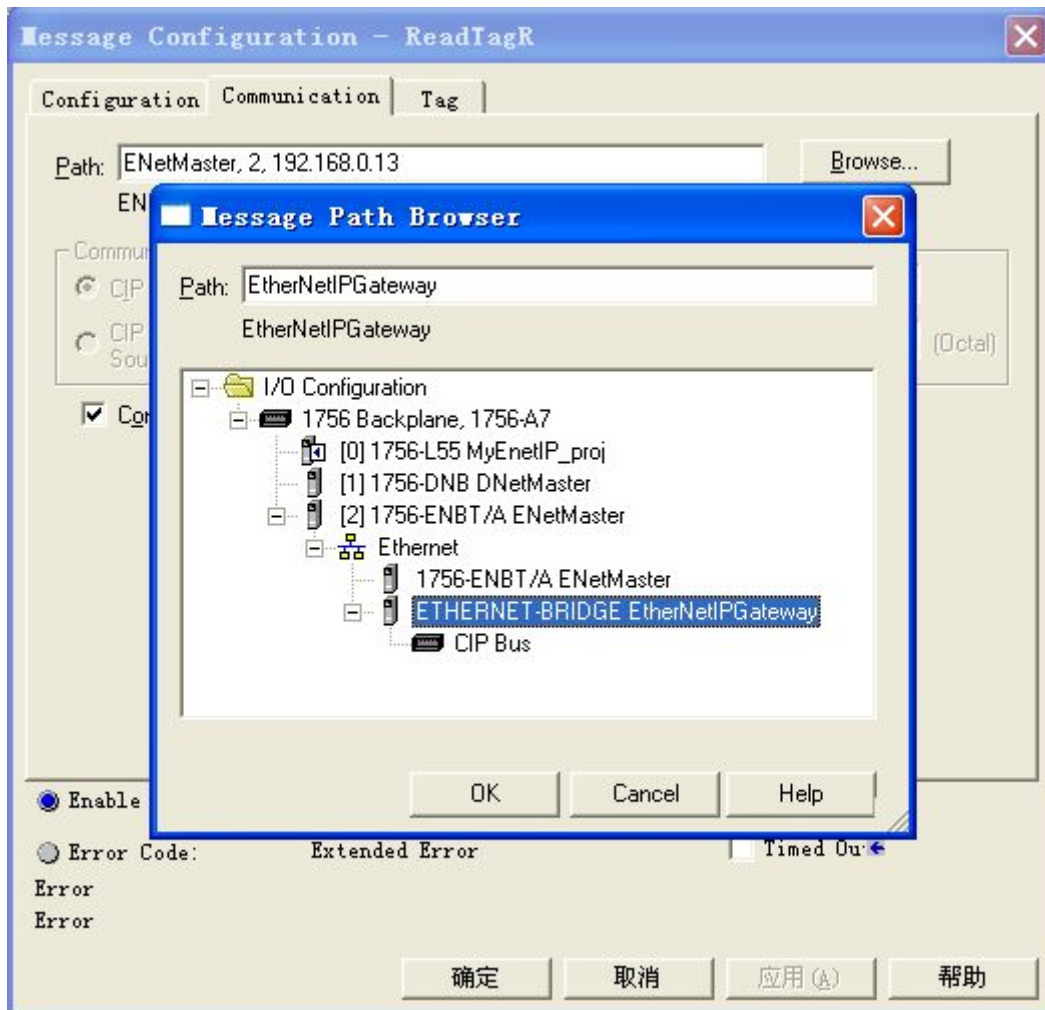 Message Configuration - ReadTagR
Configuration Communication Tag
Path: ENetMaster, 2, 192.168.0.13 Browse...
EN
Message Path Browser
Commu
CIP
Path: EtherNetIPGateway
EtherNetIPGateway
CIP
Sou
(Octal)
I/O Configuration
1756 Backplane, 1756-A7
Co
[0] 1756-L55 MyEnetIP_proj
[1] 1756-DNB DNetMaster
[2] 1756-ENBT/A ENetMaster
Ethernet
1756-ENBT/A ENetMaster
ETHERNET-BRIDGE EtherNetIPGateway
CIP Bus
OK Cancel Help
Enable
Error Code: Extended Error Timed Ou
Error
Error
确定 取消 应用(A) 帮助